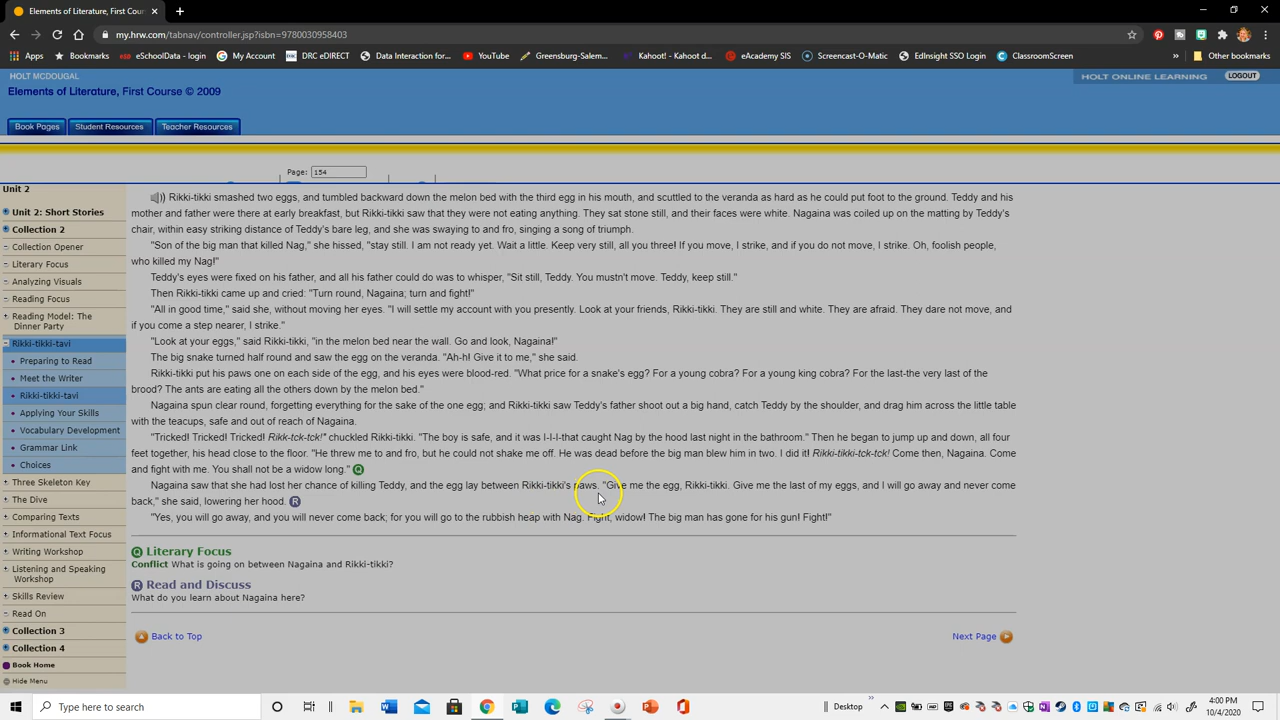 Elements of Literature, First Cours
my.hrw.com/tabnav/controller.jsp?isbn=9780030958403
Apps
Bookmarks
eSchoolData - login
My Account
DRC eDIRECT
Data Interaction for...
YouTube
Greensburg-Salem...
Kahoot! - Kahoot d...
eAcademy SIS
Screencast-O-Matic
EdInsight SSO Login
ClassroomScreen
»
Other bookmarks
HOLT MCDOUGAL
HOLT ONLINE LEARNING
LOGOUT
Elements of Literature, First Course © 2009
Book Pages
Student Resources
Teacher Resources
Page: 154
Unit 2
Unit 2: Short Stories
Collection 2
Collection Opener
Literary Focus
Analyzing Visuals
Reading Focus
Reading Model: The
Dinner Party
Rikki-tikki-tavi
Preparing to Read
Meet the Writer
Rikki-tikki-tavi
Applying Your Skills
Vocabulary Development
Grammar Link
Choices
Three Skeleton Key
The Dive
Comparing Texts
Informational Text Focus
Writing Workshop
Listening and Speaking
Workshop
Skills Review
Read On
Collection 3
Collection 4
Book Home
Hide Menu
Rikki-tikki smashed two eggs, and tumbled backward down the melon bed with the third egg in his mouth, and scuttled to the veranda as hard as he could put foot to the ground. Teddy and his
mother and father were there at early breakfast, but Rikki-tikki saw that they were not eating anything. They sat stone still, and their faces were white. Nagaina was coiled up on the matting by Teddy's
chair, within easy striking distance of Teddy's bare leg, and she was swaying to and fro, singing a song of triumph.
"Son of the big man that killed Nag," she hissed, "stay still. I am not ready yet. Wait a little. Keep very still, all you three! If you move, I strike, and if you do not move, I strike. Oh, foolish people,
who killed my Nag!"
Teddy's eyes were fixed on his father, and all his father could do was to whisper, "Sit still, Teddy. You mustn't move. Teddy, keep still."
Then Rikki-tikki came up and cried: "Turn round, Nagaina; turn and fight!"
"All in good time," said she, without moving her eyes. "I will settle my account with you presently. Look at your friends, Rikki-tikki. They are still and white. They are afraid. They dare not move, and
if you come a step nearer, I strike."
"Look at your eggs," said Rikki-tikki, "in the melon bed near the wall. Go and look, Nagaina!"
The big snake turned half round and saw the egg on the veranda. "Ah-h! Give it to me," she said.
Rikki-tikki put his paws one on each side of the egg, and his eyes were blood-red. "What price for a snake's egg? For a young cobra? For a young king cobra? For the last-the very last of the
brood? The ants are eating all the others down by the melon bed."
Nagaina spun clear round, forgetting everything for the sake of the one egg, and Rikki-tikki saw Teddy's father shoot out a big hand, catch Teddy by the shoulder, and drag him across the little table
with the teacups, safe and out of reach of Nagaina.
"Tricked! Tricked! Tricked! Rikk-tck-tck!" chuckled Rikki-tikki. "The boy is safe, and it was I-I-I-that caught Nag by the hood last night in the bathroom." Then he began to jump up and down, all four
feet together, his head close to the floor. "He threw me to and fro, but he could not shake me off. He was dead before the big man blew him in two. I did it! Rikki-tikki-tck-tck! Come then, Nagaina. Come
and fight with me. You shall not be a widow long." Q
Nagaina saw that she had lost her chance of killing Teddy, and the egg lay between Rikki-tikki's paws. "Give me the egg, Rikki-tikki. Give me the last of my eggs, and I will go away and never come
back," she said, lowering her hood. R
"Yes, you will go away, and you will never come back; for you will go to the rubbish heap with Nag. Fight, widow! The big man has gone for his gun! Fight!"
Q Literary Focus
Conflict What is going on between Nagaina and Rikki-tikki?
R Read and Discuss
What do you learn about Nagaina here?
Back to Top
Next Page
Type here to search
Desktop
4:00 PM
10/4/2020